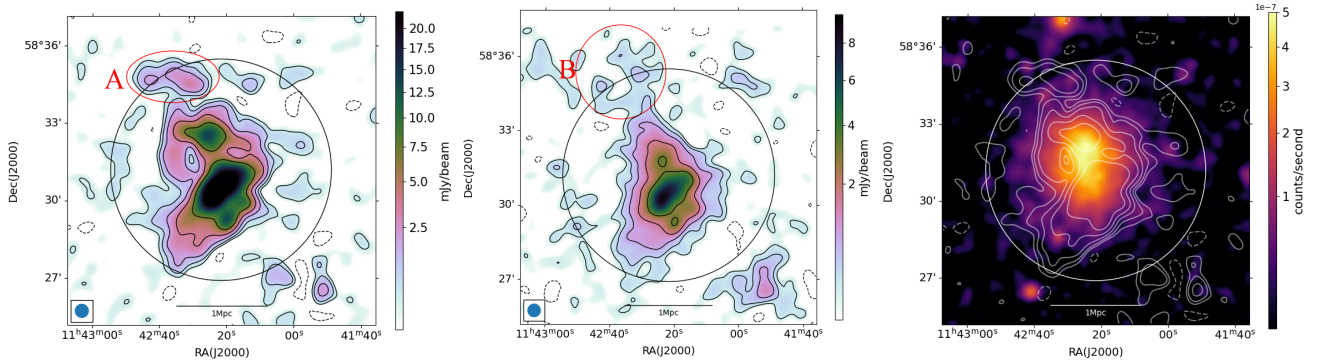 58°36'
33'
30'
27'
Dec(J2000)
A
1Mpc
11h43m00s
42m40s
20s
00s
41m40s
RA(J2000)
20.0
17.5
15.0
12.5
10.0
7.5
5.0
2.5
mJy/beam
58°36'
33'
30'
27'
Dec(J2000)
B
1Mpc
11h43m00s
42m40s
20s
00s
41m40s
RA(J2000)
8
6
4
2
mJy/beam
58°36'
33'
30'
27'
Dec(J2000)
1Mpc
11h43m00s
42m40s
20s
00s
41m40s
RA(J2000)
1e-7
5
4
3
2
1
counts/second